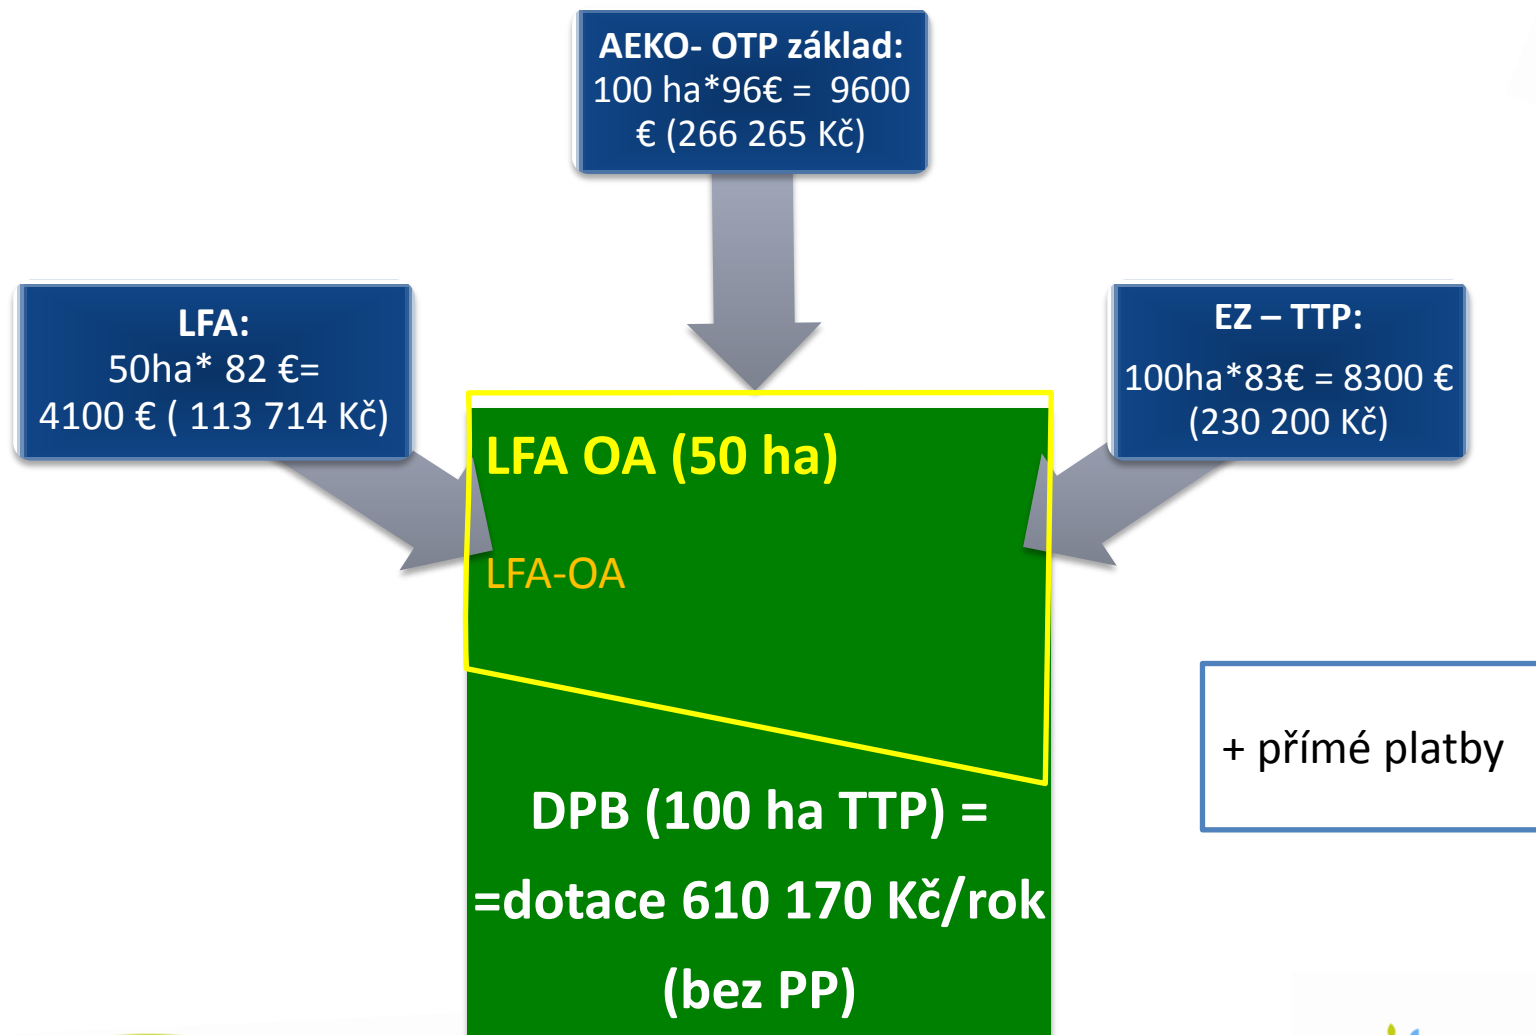 AEKO- OTP základ:
100 ha*96€ =  9600
€ (266 265 Kč)
LFA:
50ha* 82 €=
4100 € ( 113 714 Kč)
EZ – TTP:
100ha*83€ = 8300 €
(230 200 Kč)
LFA OA (50 ha)
LFA-OA
+ přímé platby
DPB (100 ha TTP) =
=dotace 610 170 Kč/rok
(bez PP)